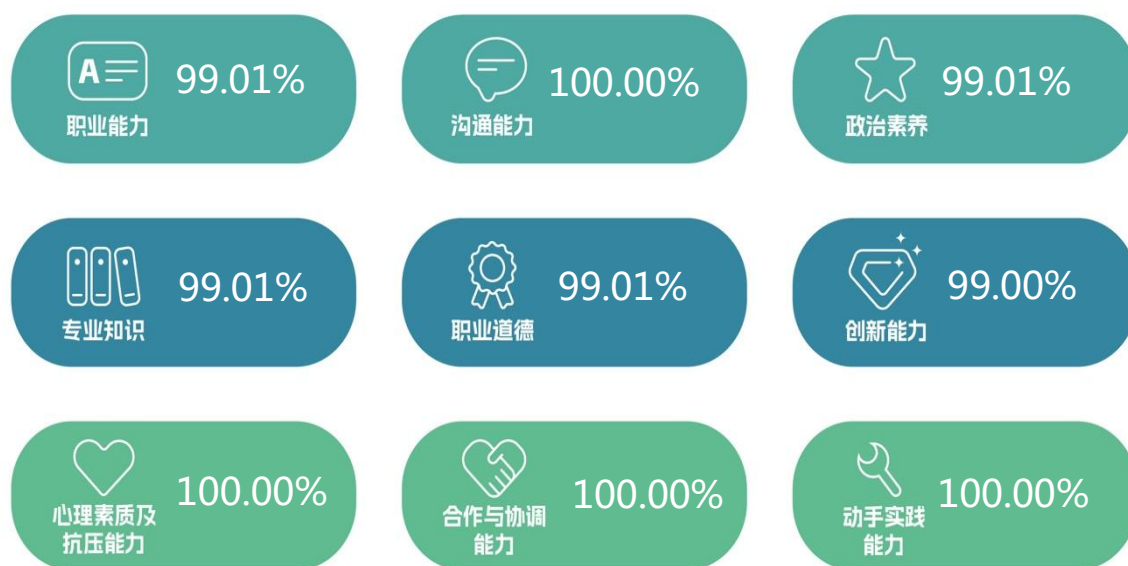 A
99.01%
职业能力
100.00%
沟通能力
99.01%
政治素养
99.01%
专业知识
99.01%
职业道德
99.00%
创新能力
100.00%
心理素质及
抗压能力
100.00%
合作与协调
能力
100.00%
动手实践
能力